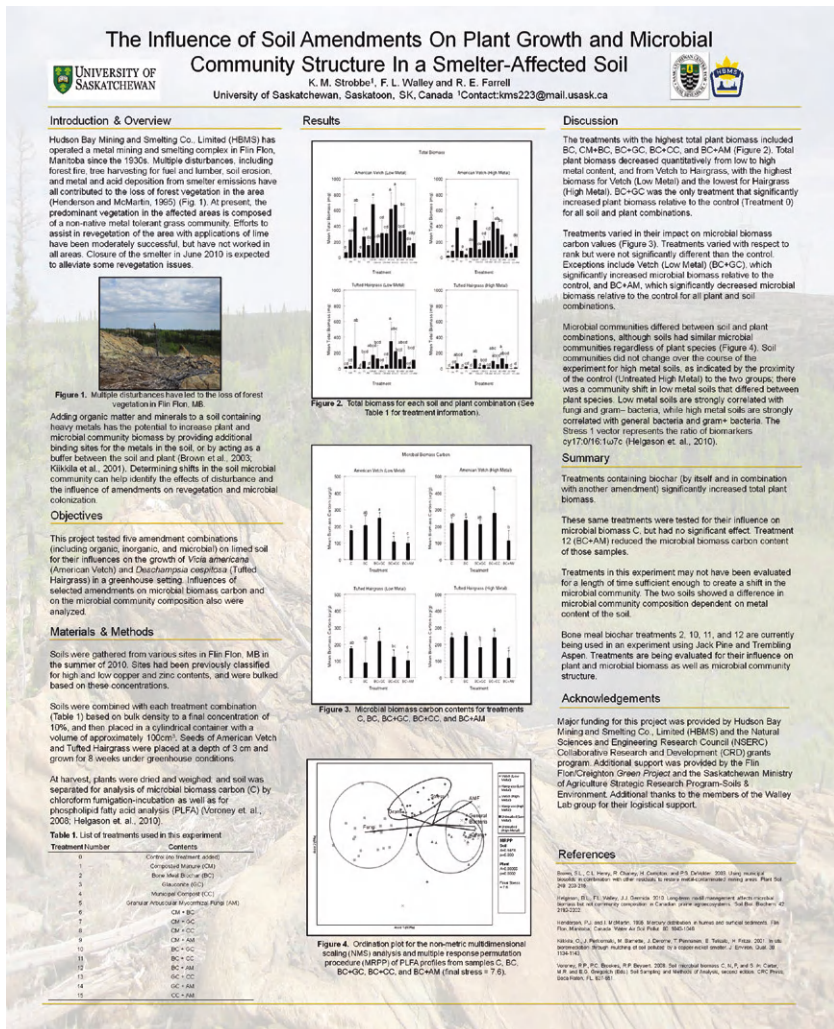 The Influence of Soil Amendments On Plant Growth and Microbial
Community Structure In a Smelter-Affected Soil
UNIVERSITY OF
SASKATCHEWAN
HBMS
K. M. Strobbe¹, F. L. Walley and R. E. Farrell
University of Saskatchewan, Saskatoon, SK, Canada ¹Contact:kms223@mail.usask.ca
Introduction & Overview
Hudson Bay Mining and Smelting Co., Limited (HBMS) has
operated a metal mining and smelting complex in Flin Flon,
Manitoba since the 1930s. Multiple disturbances, including
forest fire, tree harvesting for fuel and lumber, soil erosion,
and metal and acid deposition from smelter emissions have
all contributed to the loss of forest vegetation in the area
(Henderson and McMartin, 1995) (Fig. 1). At present, the
predominant vegetation in the affected areas is composed
of a non-native metal tolerant grass community. Efforts to
assist in revegetation of the area with applications of lime
have been moderately successful, but have not worked in
all areas. Closure of the smelter in June 2010 is expected
to alleviate some revegetation issues.
Figure 1. Multiple disturbances have led to the loss of forest
vegetation in Flin Flon, MB.
Adding organic matter and minerals to a soil containing
heavy metals has the potential to increase plant and
microbial community biomass by providing additional
binding sites for the metals in the soil, or by acting as a
buffer between the soil and plant (Brown et al., 2003;
Kiikkila et al., 2001). Determining shifts in the soil microbial
community can help identify the effects of disturbance and
the influence of amendments on revegetation and microbial
colonization.
Objectives
This project tested five amendment combinations
(including organic, inorganic, and microbial) on limed soil
for their influences on the growth of Vicia americana
(American Vetch) and Deschampsia cespitosa (Tufted
Hairgrass) in a greenhouse setting. Influences of
selected amendments on microbial biomass carbon and
on the microbial community composition also were
analyzed.
Materials & Methods
Soils were gathered from various sites in Flin Flon, MB in
the summer of 2010. Sites had been previously classified
for high and low copper and zinc contents, and were bulked
based on these concentrations.
Soils were combined with each treatment combination
(Table 1) based on bulk density to a final concentration of
10%, and then placed in a cylindrical container with a
volume of approximately 100cm³. Seeds of American Vetch
and Tufted Hairgrass were placed at a depth of 3 cm and
grown for 8 weeks under greenhouse conditions.
At harvest, plants were dried and weighed, and soil was
separated for analysis of microbial biomass carbon (C) by
chloroform fumigation-incubation as well as for
phospholipid fatty acid analysis (PLFA) (Voroney et. al.,
2008; Helgason et. al., 2010).
Table 1. List of treatments used in this experiment
Treatment Number Contents
0 Control (no treatment added)
1 Composted Manure (CM)
2 Bone Meal Biochar (BC)
3 Glauconite (GC)
4 Municipal Compost (CC)
5 Granular Arbuscular Mycorrhizal Fungi (AM)
6 CM + BC
7 CM + GC
8 CM + CC
9 CM + AM
10 BC + GC
11 BC + CC
12 BC + AM
13 GC + CC
14 GC + AM
15 CC + AM
Results
Total Biomass
American Vetch (Low Metal)
American Vetch (High Metal)
Mean Total Biomass (mg)
Treatment
Tufted Hairgrass (Low Metal)
Tufted Hairgrass (High Metal)
Figure 2. Total biomass for each soil and plant combination (See
Table 1 for treatment information).
Microbial Biomass Carbon
American Vetch (Low Metal)
American Vetch (High Metal)
C BC BC+GC BC+CC BC+AM
Treatment
Tufted Hairgrass (Low Metal)
Tufted Hairgrass (High Metal)
C BC BC+GC BC+CC BC+AM
Treatment
Figure 3. Microbial biomass carbon contents for treatments
C, BC, BC+GC, BC+CC, and BC+AM
Fungi
AMF
General
Bacteria
MRPP
Soil
Plant
Figure 4. Ordination plot for the non-metric multidimensional
scaling (NMS) analysis and multiple response permutation
procedure (MRPP) of PLFA profiles from samples C, BC,
BC+GC, BC+CC, and BC+AM (final stress = 7.6).
Discussion
The treatments with the highest total plant biomass included
BC, CM+BC, BC+GC, BC+CC, and BC+AM (Figure 2). Total
plant biomass decreased quantitatively from low to high
metal content, and from Vetch to Hairgrass, with the highest
biomass for Vetch (Low Metal) and the lowest for Hairgrass
(High Metal). BC+GC was the only treatment that significantly
increased plant biomass relative to the control (Treatment 0)
for all soil and plant combinations.
Treatments varied in their impact on microbial biomass
carbon values (Figure 3). Treatments varied with respect to
rank but were not significantly different than the control.
Exceptions include Vetch (Low Metal) (BC+GC), which
significantly increased microbial biomass relative to the
control, and BC+AM, which significantly decreased microbial
biomass relative to the control for all plant and soil
combinations.
Microbial communities differed between soil and plant
combinations, although soils had similar microbial
communities regardless of plant species (Figure 4). Soil
communities did not change over the course of the
experiment for high metal soils, as indicated by the proximity
of the control (Untreated High Metal) to the two groups; there
was a community shift in low metal soils that differed between
plant species. Low metal soils are strongly correlated with
fungi and gram– bacteria, while high metal soils are strongly
correlated with general bacteria and gram+ bacteria. The
Stress 1 vector represents the ratio of biomarkers
cy17:0/16:1ω7c (Helgason et. al., 2010).
Summary
Treatments containing biochar (by itself and in combination
with another amendment) significantly increased total plant
biomass.
These same treatments were tested for their influence on
microbial biomass C, but had no significant effect. Treatment
12 (BC+AM) reduced the microbial biomass carbon content
of those samples.
Treatments in this experiment may not have been evaluated
for a length of time sufficient enough to create a shift in the
microbial community. The two soils showed a difference in
microbial community composition dependent on metal
content of the soil.
Bone meal biochar treatments 2, 10, 11, and 12 are currently
being used in an experiment using Jack Pine and Trembling
Aspen. Treatments are being evaluated for their influence on
plant and microbial biomass as well as microbial community
structure.
Acknowledgements
Major funding for this project was provided by Hudson Bay
Mining and Smelting Co., Limited (HBMS) and the Natural
Sciences and Engineering Research Council (NSERC)
Collaborative Research and Development (CRD) grants
program. Additional support was provided by the Flin
Flon/Creighton Green Project and the Saskatchewan Ministry
of Agriculture Strategic Research Program-Soils &
Environment. Additional thanks to the members of the Walley
Lab group for their logistical support.
References